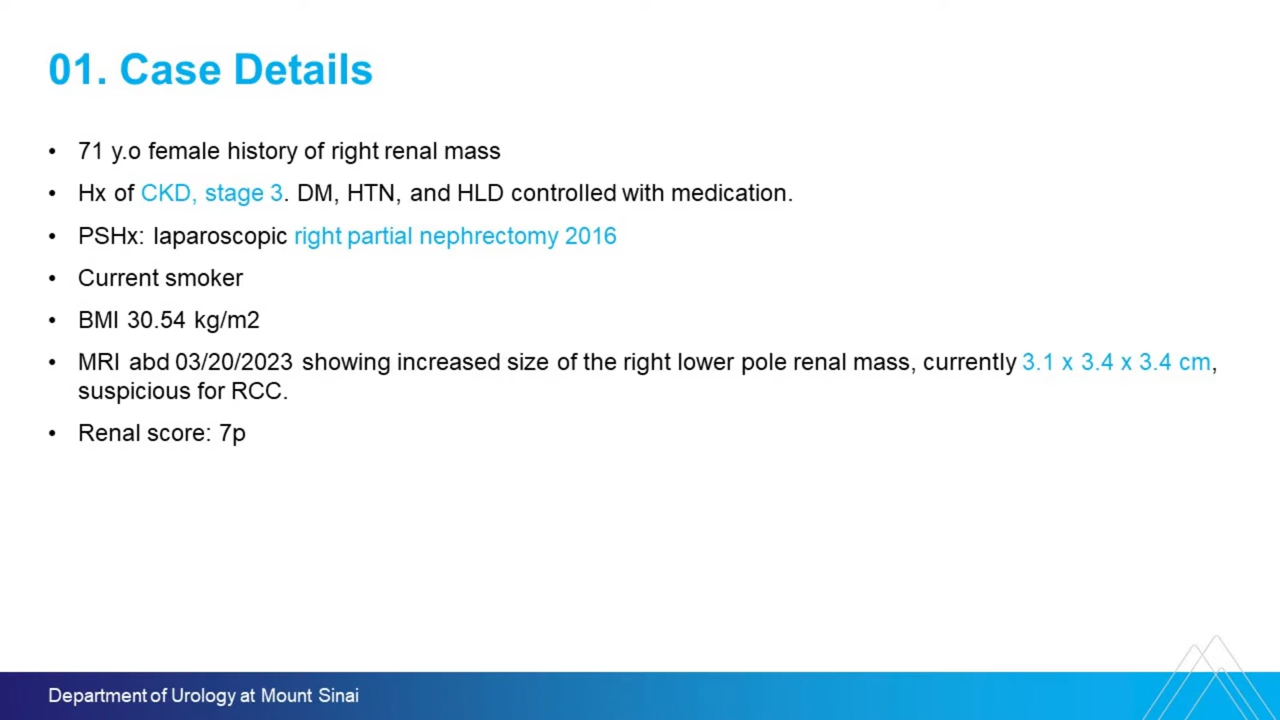 01. Case Details
• 71 y.o female history of right renal mass
• Hx of CKD, stage 3. DM, HTN, and HLD controlled with medication.
• PSHx: laparoscopic right partial nephrectomy 2016
• Current smoker
• BMI 30.54 kg/m2
• MRI abd 03/20/2023 showing increased size of the right lower pole renal mass, currently 3.1 x 3.4 x 3.4 cm,
suspicious for RCC.
• Renal score: 7p
Department of Urology at Mount Sinai